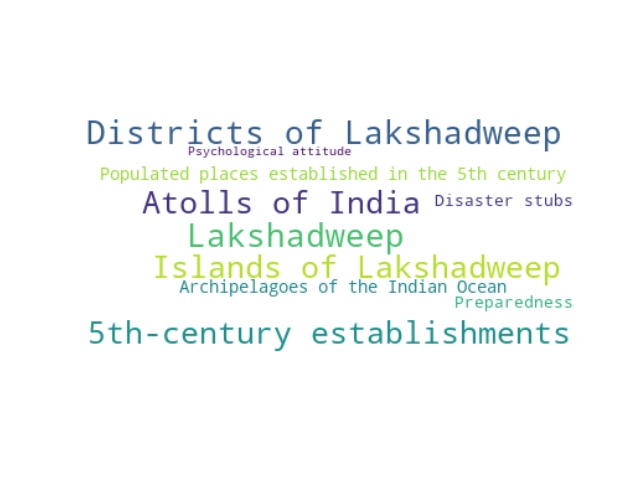 Districts of Lakshadweep
Psychological attitude
Populated places established in the 5th century
Atolls of India
Disaster stubs
Lakshadweep
Islands of Lakshadweep
Archipelagoes of the Indian Ocean
Preparedness
5th-century establishments